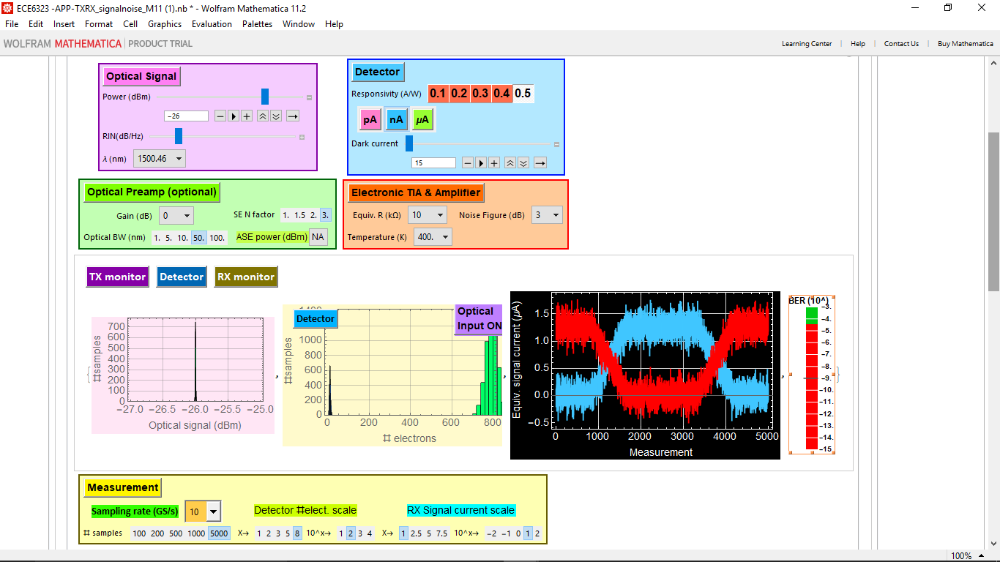 ECE6323 -APP-TXRX_signalnoise_M11 (1).nb * - Wolfram Mathematica 11.2
File Edit Insert Format Cell Graphics Evaluation Palettes Window Help
WOLFRAM MATHEMATICA | PRODUCT TRIAL
Learning Center | Help | Contact Us | Buy Mathematica
Optical Signal
Power (dBm)
−26
RIN(dB/Hz)
λ (nm) 1500.46
Detector
Responsivity (A/W) 0.1 0.2 0.3 0.4 0.5
pA nA μA
Dark current
15
Optical Preamp (optional)
Gain (dB) 0 SE N factor 1. 1.5 2. 3.
Optical BW (nm) 1. 5. 10. 50. 100. ASE power (dBm) NA
Electronic TIA & Amplifier
Equiv. R (kΩ) 10 Noise Figure (dB) 3
Temperature (K) 400.
TX monitor Detector RX monitor
#samples
700
600
500
400
300
200
100
0
−27.0 −26.5 −26.0 −25.5 −25.0
Optical signal (dBm)
Detector
Optical
Input ON
#samples
1000
800
600
400
200
0
0 200 400 600 800
# electrons
Equiv. signal current (μA)
1.5
1.0
0.5
0.0
−0.5
0 1000 2000 3000 4000 5000
Measurement
BER (10^)
−3.
−4.
−5.
−6.
−7.
−8.
−9.
−10.
−11.
−12.
−13.
−14.
−15
Measurement
Sampling rate (GS/s) 10 Detector #elect. scale RX Signal current scale
# samples 100 200 500 1000 5000 X→ 1 2 3 5 8 10^x→ 1 2 3 4 X→ 1 2.5 5 7.5 10^x→ −2 −1 0 1 2
100%